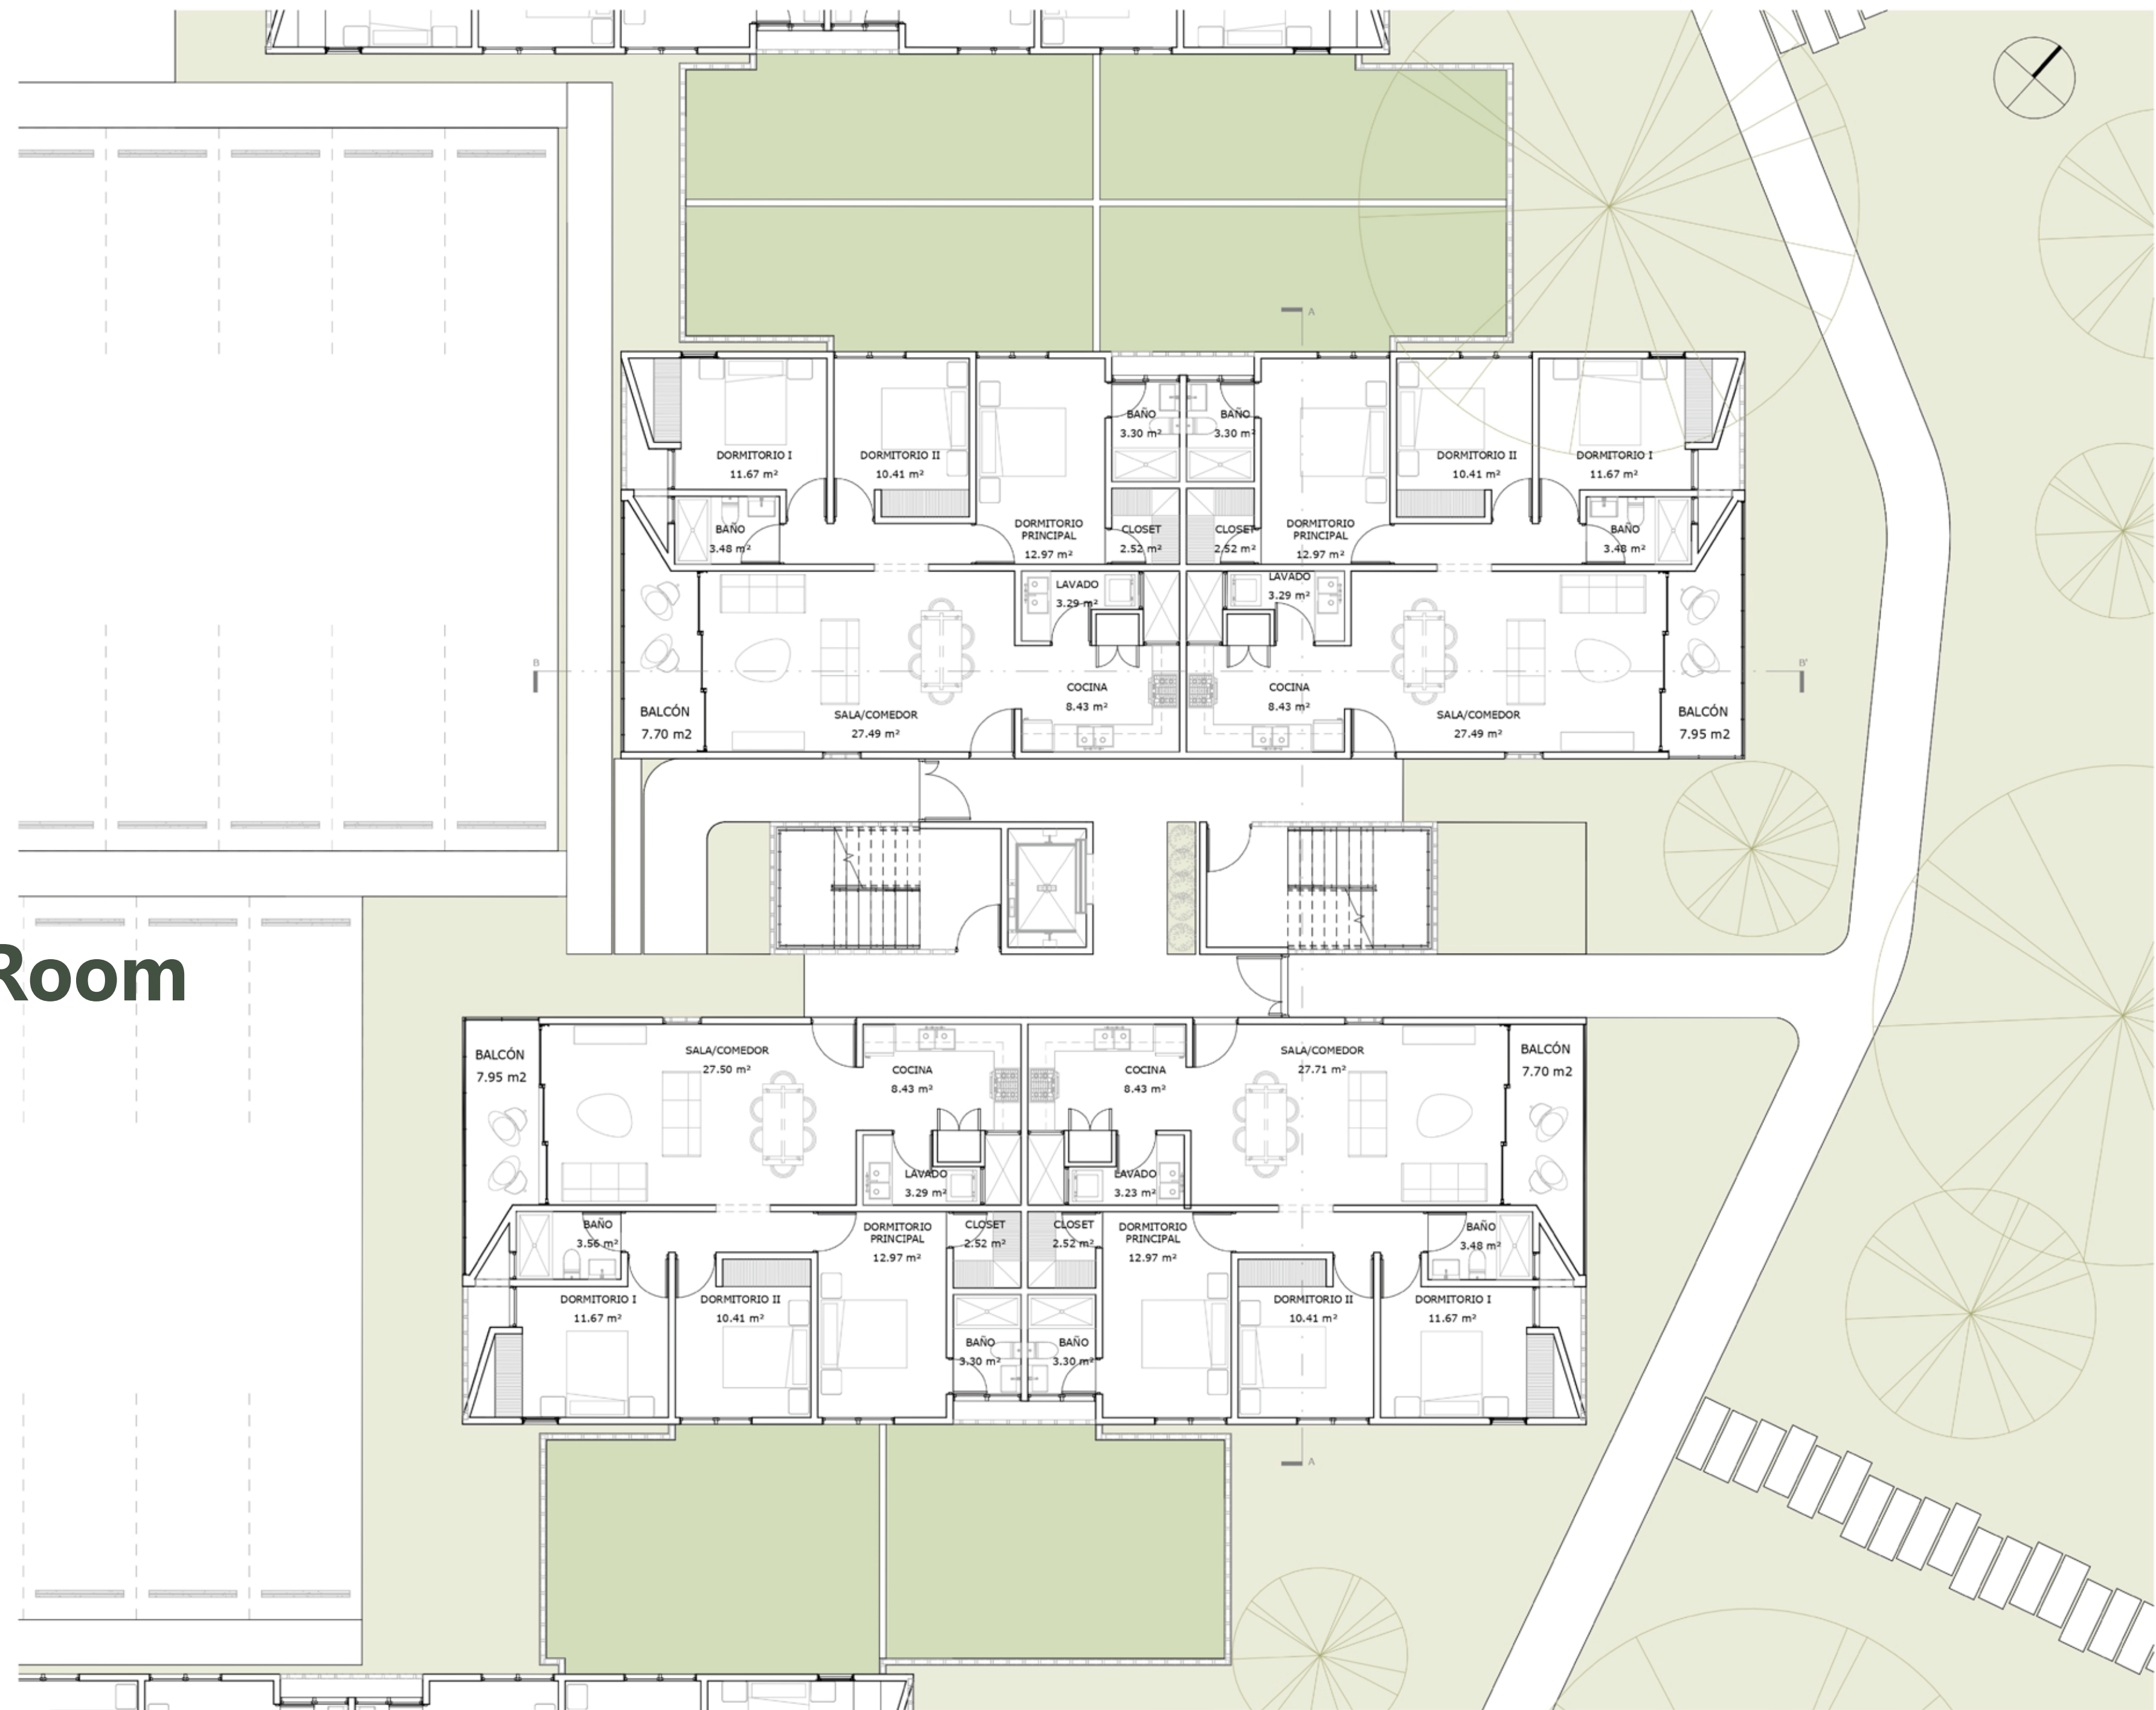 A
BAÑO
3.30 m²
BAÑO
3.30 m²
DORMITORIO I
11.67 m²
DORMITORIO II
10.41 m²
DORMITORIO II
10.41 m²
DORMITORIO I
11.67 m²
BAÑO
3.48 m²
DORMITORIO
PRINCIPAL
12.97 m²
CLOSET
2.52 m²
CLOSET
2.52 m²
DORMITORIO
PRINCIPAL
12.97 m²
BAÑO
3.48 m²
LAVADO
3.29 m²
LAVADO
3.29 m²
B
B'
BALCÓN
7.70 m2
SALA/COMEDOR
27.49 m²
COCINA
8.43 m²
COCINA
8.43 m²
SALA/COMEDOR
27.49 m²
BALCÓN
7.95 m2
Room
BALCÓN
7.95 m2
SALA/COMEDOR
27.50 m²
COCINA
8.43 m²
COCINA
8.43 m²
SALA/COMEDOR
27.71 m²
BALCÓN
7.70 m2
LAVADO
3.29 m²
LAVADO
3.23 m²
BAÑO
3.56 m²
DORMITORIO
PRINCIPAL
12.97 m²
CLOSET
2.52 m²
CLOSET
2.52 m²
DORMITORIO
PRINCIPAL
12.97 m²
BAÑO
3.48 m²
DORMITORIO I
11.67 m²
DORMITORIO II
10.41 m²
BAÑO
3.30 m²
BAÑO
3.30 m²
DORMITORIO II
10.41 m²
DORMITORIO I
11.67 m²
A